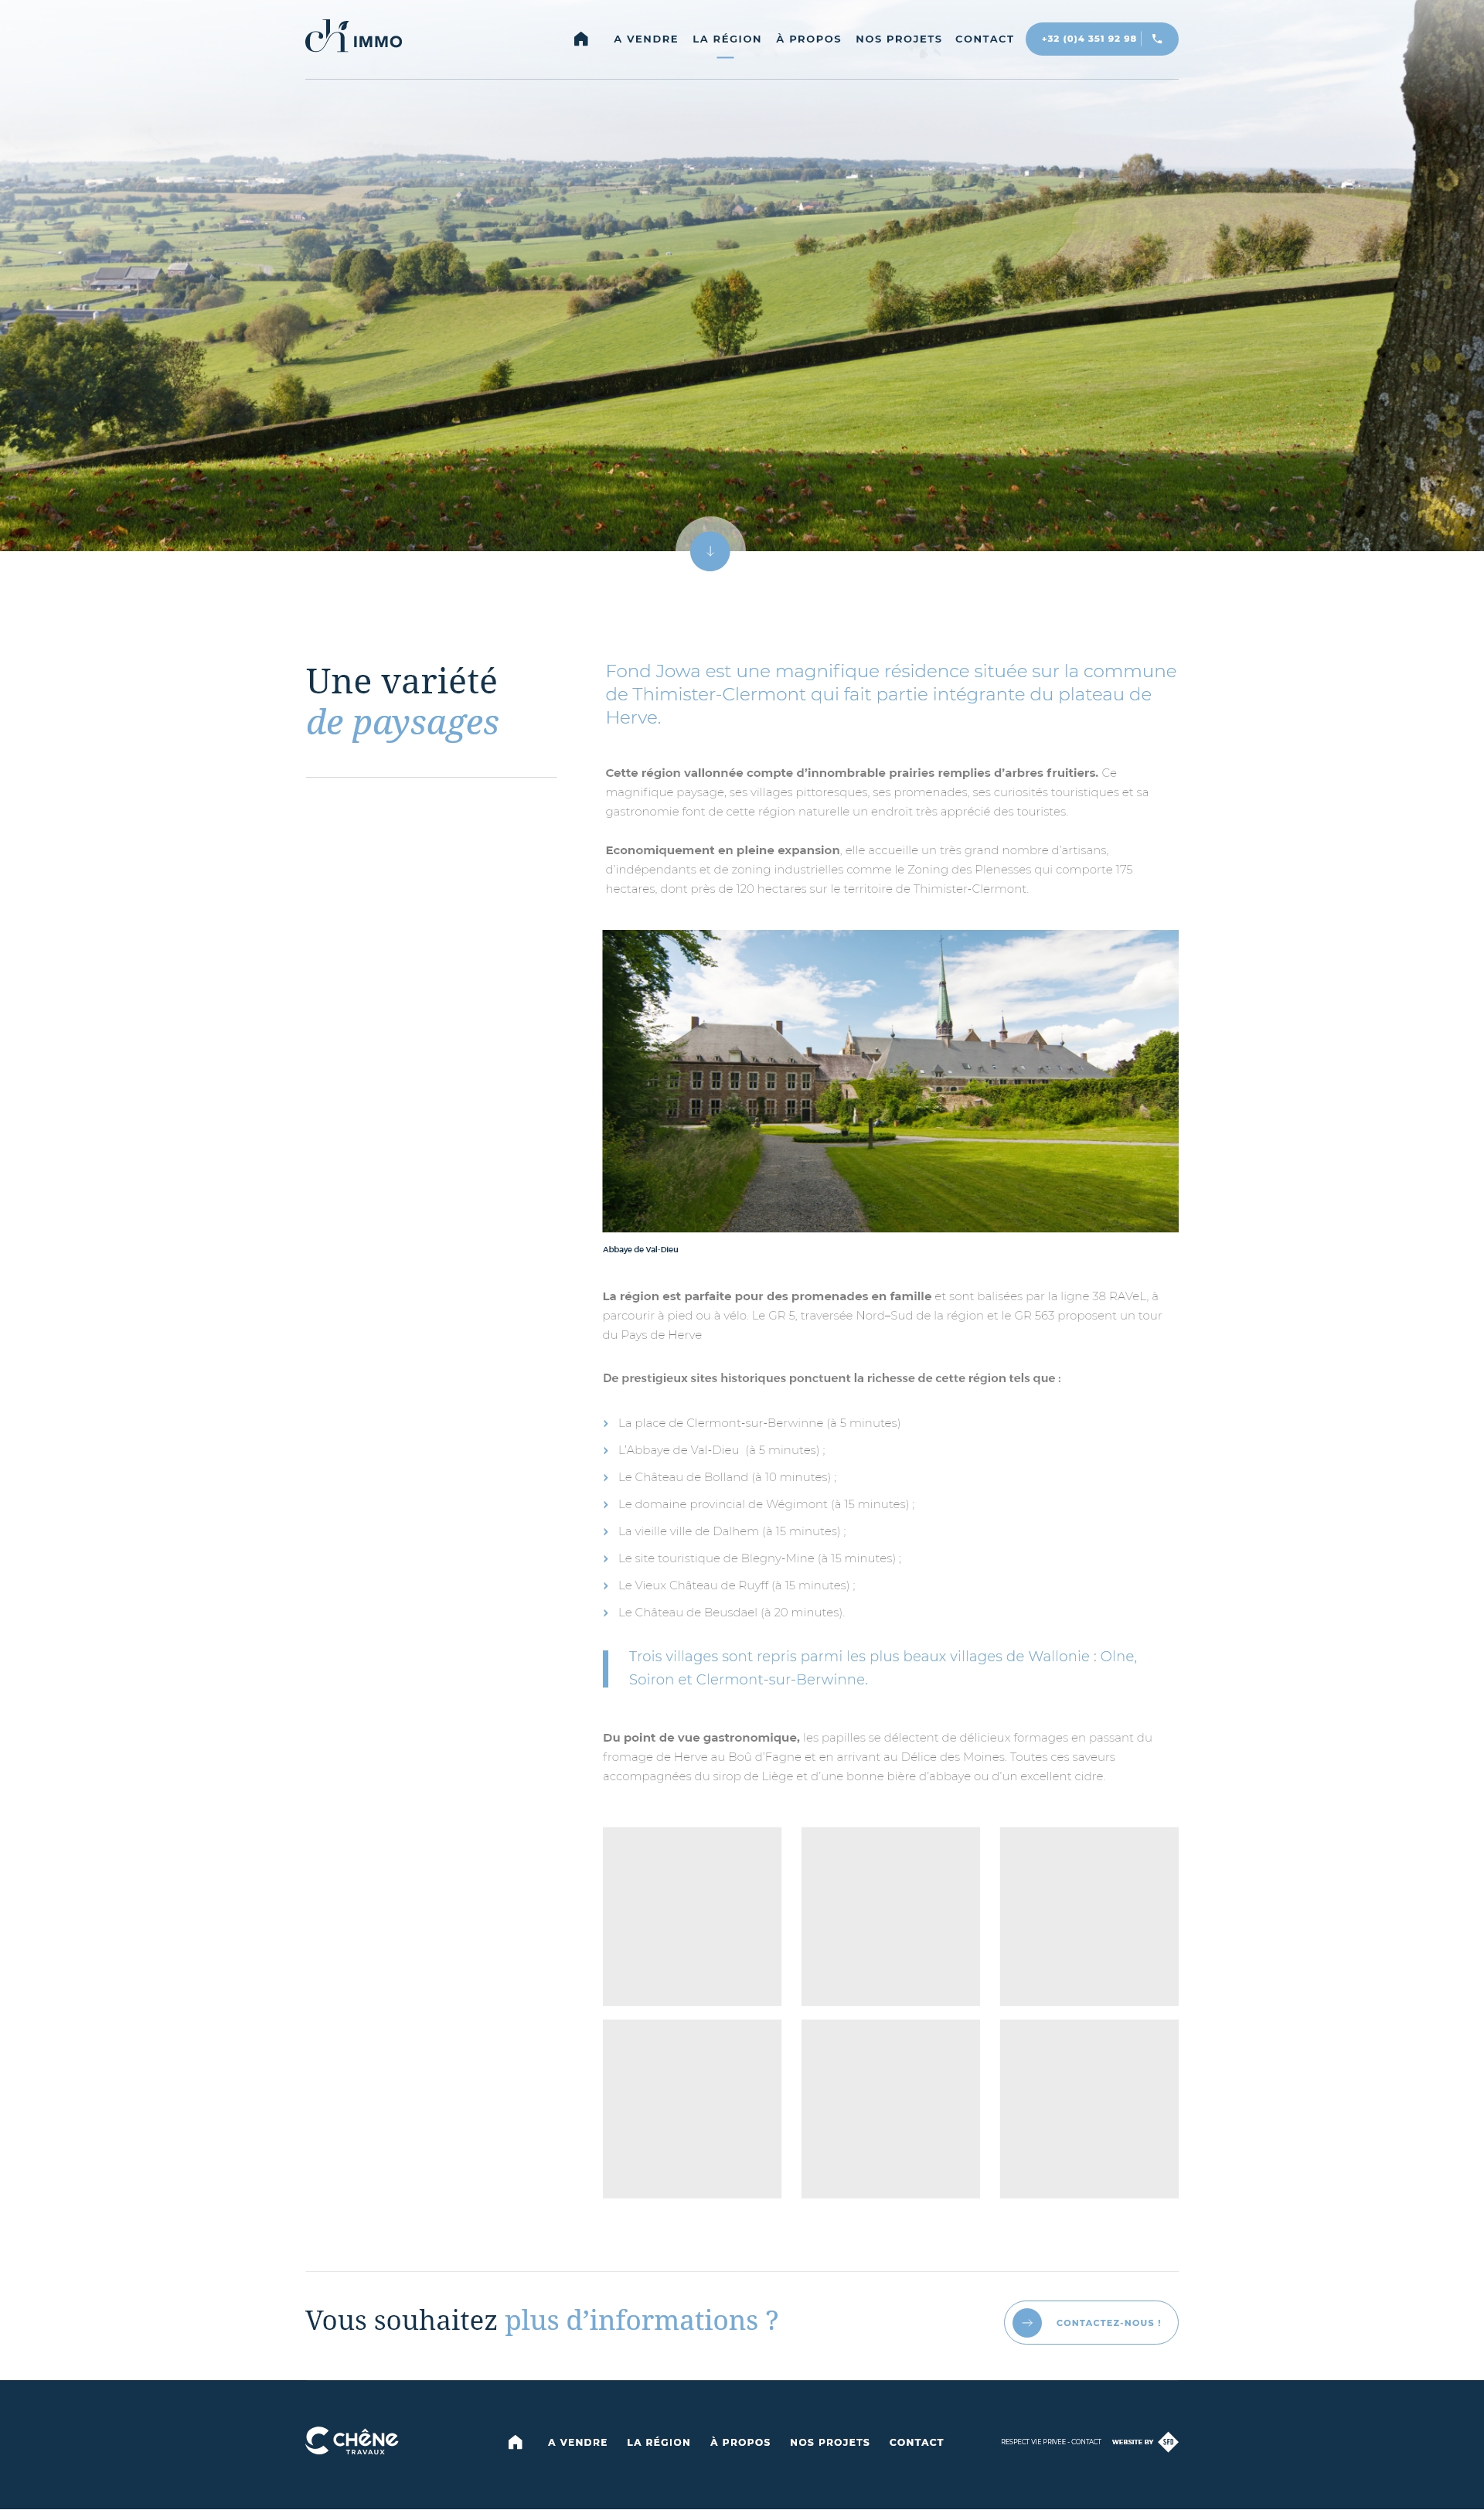 ch IMMO
A VENDRE LA RÉGION À PROPOS NOS PROJETS CONTACT +32 (0)4 351 92 98
Une variété
de paysages
Fond Jowa est une magnifique résidence située sur la commune
de Thimister-Clermont qui fait partie intégrante du plateau de
Herve.
Cette région vallonnée compte d’innombrable prairies remplies d’arbres fruitiers. Ce
magnifique paysage, ses villages pittoresques, ses promenades, ses curiosités touristiques et sa
gastronomie font de cette région naturelle un endroit très apprécié des touristes.
Economiquement en pleine expansion, elle accueille un très grand nombre d’artisans,
d’indépendants et de zoning industrielles comme le Zoning des Plenesses qui comporte 175
hectares, dont près de 120 hectares sur le territoire de Thimister-Clermont.
Abbaye de Val-Dieu
La région est parfaite pour des promenades en famille et sont balisées par la ligne 38 RAVeL, à
parcourir à pied ou à vélo. Le GR 5, traversée Nord–Sud de la région et le GR 563 proposent un tour
du Pays de Herve
De prestigieux sites historiques ponctuent la richesse de cette région tels que :
La place de Clermont-sur-Berwinne (à 5 minutes)
L’Abbaye de Val-Dieu (à 5 minutes) ;
Le Château de Bolland (à 10 minutes) ;
Le domaine provincial de Wégimont (à 15 minutes) ;
La vieille ville de Dalhem (à 15 minutes) ;
Le site touristique de Blegny-Mine (à 15 minutes) ;
Le Vieux Château de Ruyff (à 15 minutes) ;
Le Château de Beusdael (à 20 minutes).
Trois villages sont repris parmi les plus beaux villages de Wallonie : Olne,
Soiron et Clermont-sur-Berwinne.
Du point de vue gastronomique, les papilles se délectent de délicieux formages en passant du
fromage de Herve au Boû d’Fagne et en arrivant au Délice des Moines. Toutes ces saveurs
accompagnées du sirop de Liège et d’une bonne bière d’abbaye ou d’un excellent cidre.
Vous souhaitez plus d’informations ?
CONTACTEZ-NOUS !
CHÊNE
TRAVAUX
A VENDRE LA RÉGION À PROPOS NOS PROJETS CONTACT
RESPECT VIE PRIVEE - CONTACT WEBSITE BY SFD